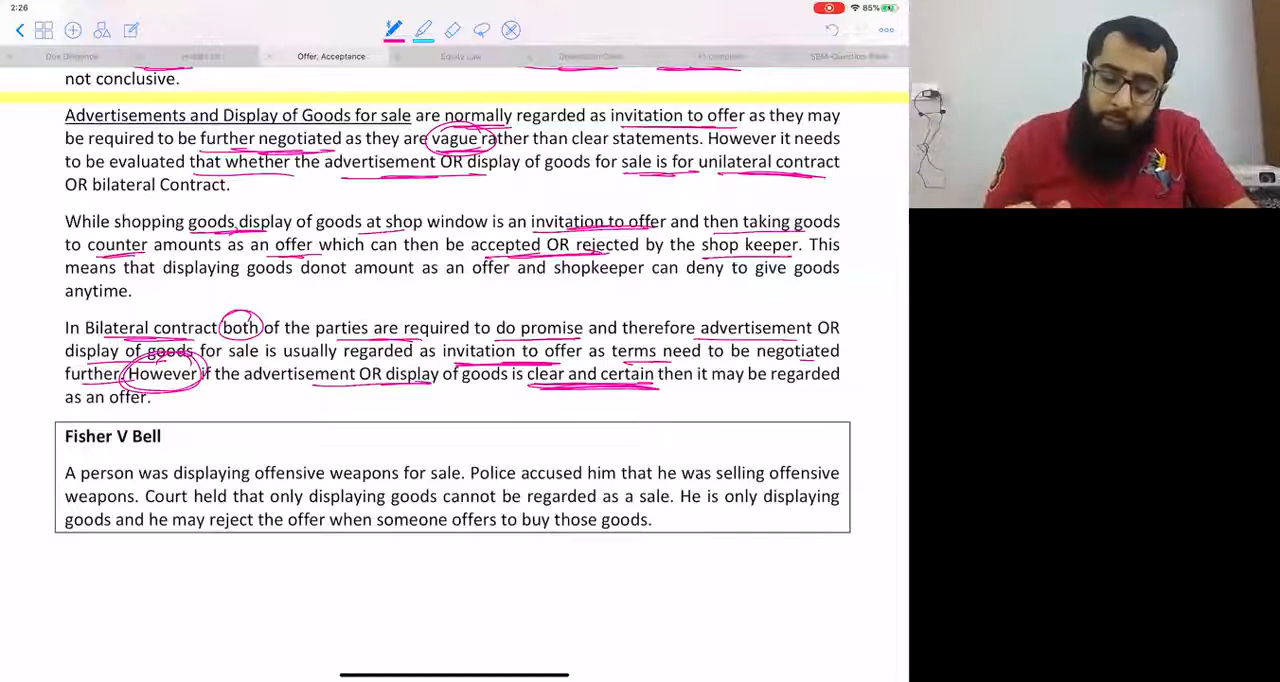 2:26
85%
Offer, Acceptance
Equity Law
not conclusive.
Advertisements and Display of Goods for sale are normally regarded as invitation to offer as they may
be required to be further negotiated as they are vague rather than clear statements. However it needs
to be evaluated that whether the advertisement OR display of goods for sale is for unilateral contract
OR bilateral Contract.
While shopping goods display of goods at shop window is an invitation to offer and then taking goods
to counter amounts as an offer which can then be accepted OR rejected by the shop keeper. This
means that displaying goods donot amount as an offer and shopkeeper can deny to give goods
anytime.
In Bilateral contract both of the parties are required to do promise and therefore advertisement OR
display of goods for sale is usually regarded as invitation to offer as terms need to be negotiated
further. However if the advertisement OR display of goods is clear and certain then it may be regarded
as an offer.
Fisher V Bell
A person was displaying offensive weapons for sale. Police accused him that he was selling offensive
weapons. Court held that only displaying goods cannot be regarded as a sale. He is only displaying
goods and he may reject the offer when someone offers to buy those goods.